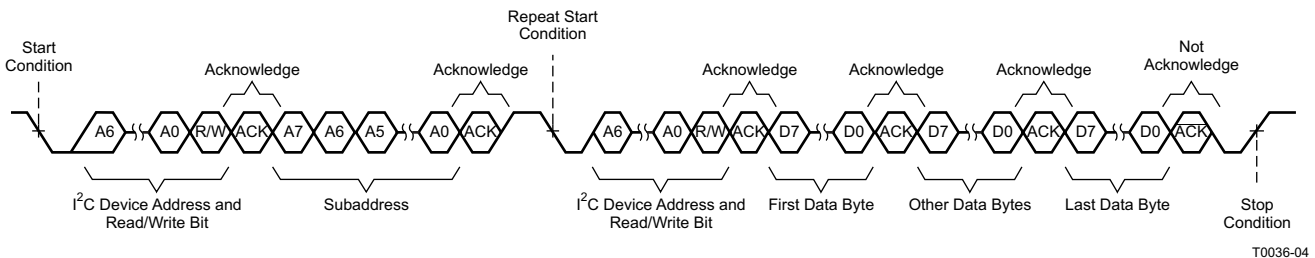 Repeat Start
Condition
Start
Condition
Not
Acknowledge
Acknowledge
Acknowledge
Acknowledge
Acknowledge
Acknowledge
A6 A0 R/W ACK A7 A6 A5 A0 ACK A6 A0 R/W ACK D7 D0 ACK D7 D0 ACK D7 D0 ACK
I²C Device Address and
Read/Write Bit
Subaddress
I²C Device Address and
Read/Write Bit
First Data Byte
Other Data Bytes
Last Data Byte
Stop
Condition
T0036-04